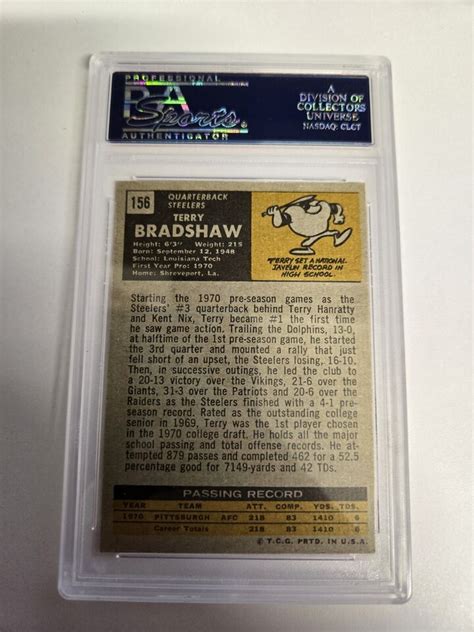 PROFESSIONAL
PSA
Sports
AUTHENTICATOR
A
DIVISION OF
COLLECTORS
UNIVERSE
NASDAQ: CLCT
156
QUARTERBACK
STEELERS
TERRY
BRADSHAW
Height: 6'3" Weight: 215
Born: September 12, 1948
School: Louisiana Tech
First Year Pro: 1970
Home: Shreveport, La.
TERRY SET A NATIONAL
JAVELIN RECORD IN
HIGH SCHOOL.
Starting the 1970 pre-season games as the
Steelers' #3 quarterback behind Terry Hanratty
and Kent Nix, Terry became #1 the first time
he saw game action. Trailing the Dolphins, 13-0,
at halftime of the 1st pre-season game, he started
the 3rd quarter and mounted a rally that just
fell short of an upset, the Steelers losing, 16-10.
Then, in successive outings, he led the club to
a 20-13 victory over the Vikings, 21-6 over the
Giants, 31-3 over the Patriots and 20-6 over the
Raiders as the Steelers finished with a 4-1 pre-
season record. Rated as the outstanding college
senior in 1969, Terry was the 1st player chosen
in the 1970 college draft. He holds all the major
school passing and total offense records. He at-
tempted 879 passes and completed 462 for a 52.5
percentage good for 7149-yards and 42 TDs.
PASSING RECORD
YEAR TEAM ATT. COMP. YDS. TDS.
1970 PITTSBURGH AFC 218 83 1410 6
Career Totals 218 83 1410 6
© T.C.G. PRTD. IN U.S.A.